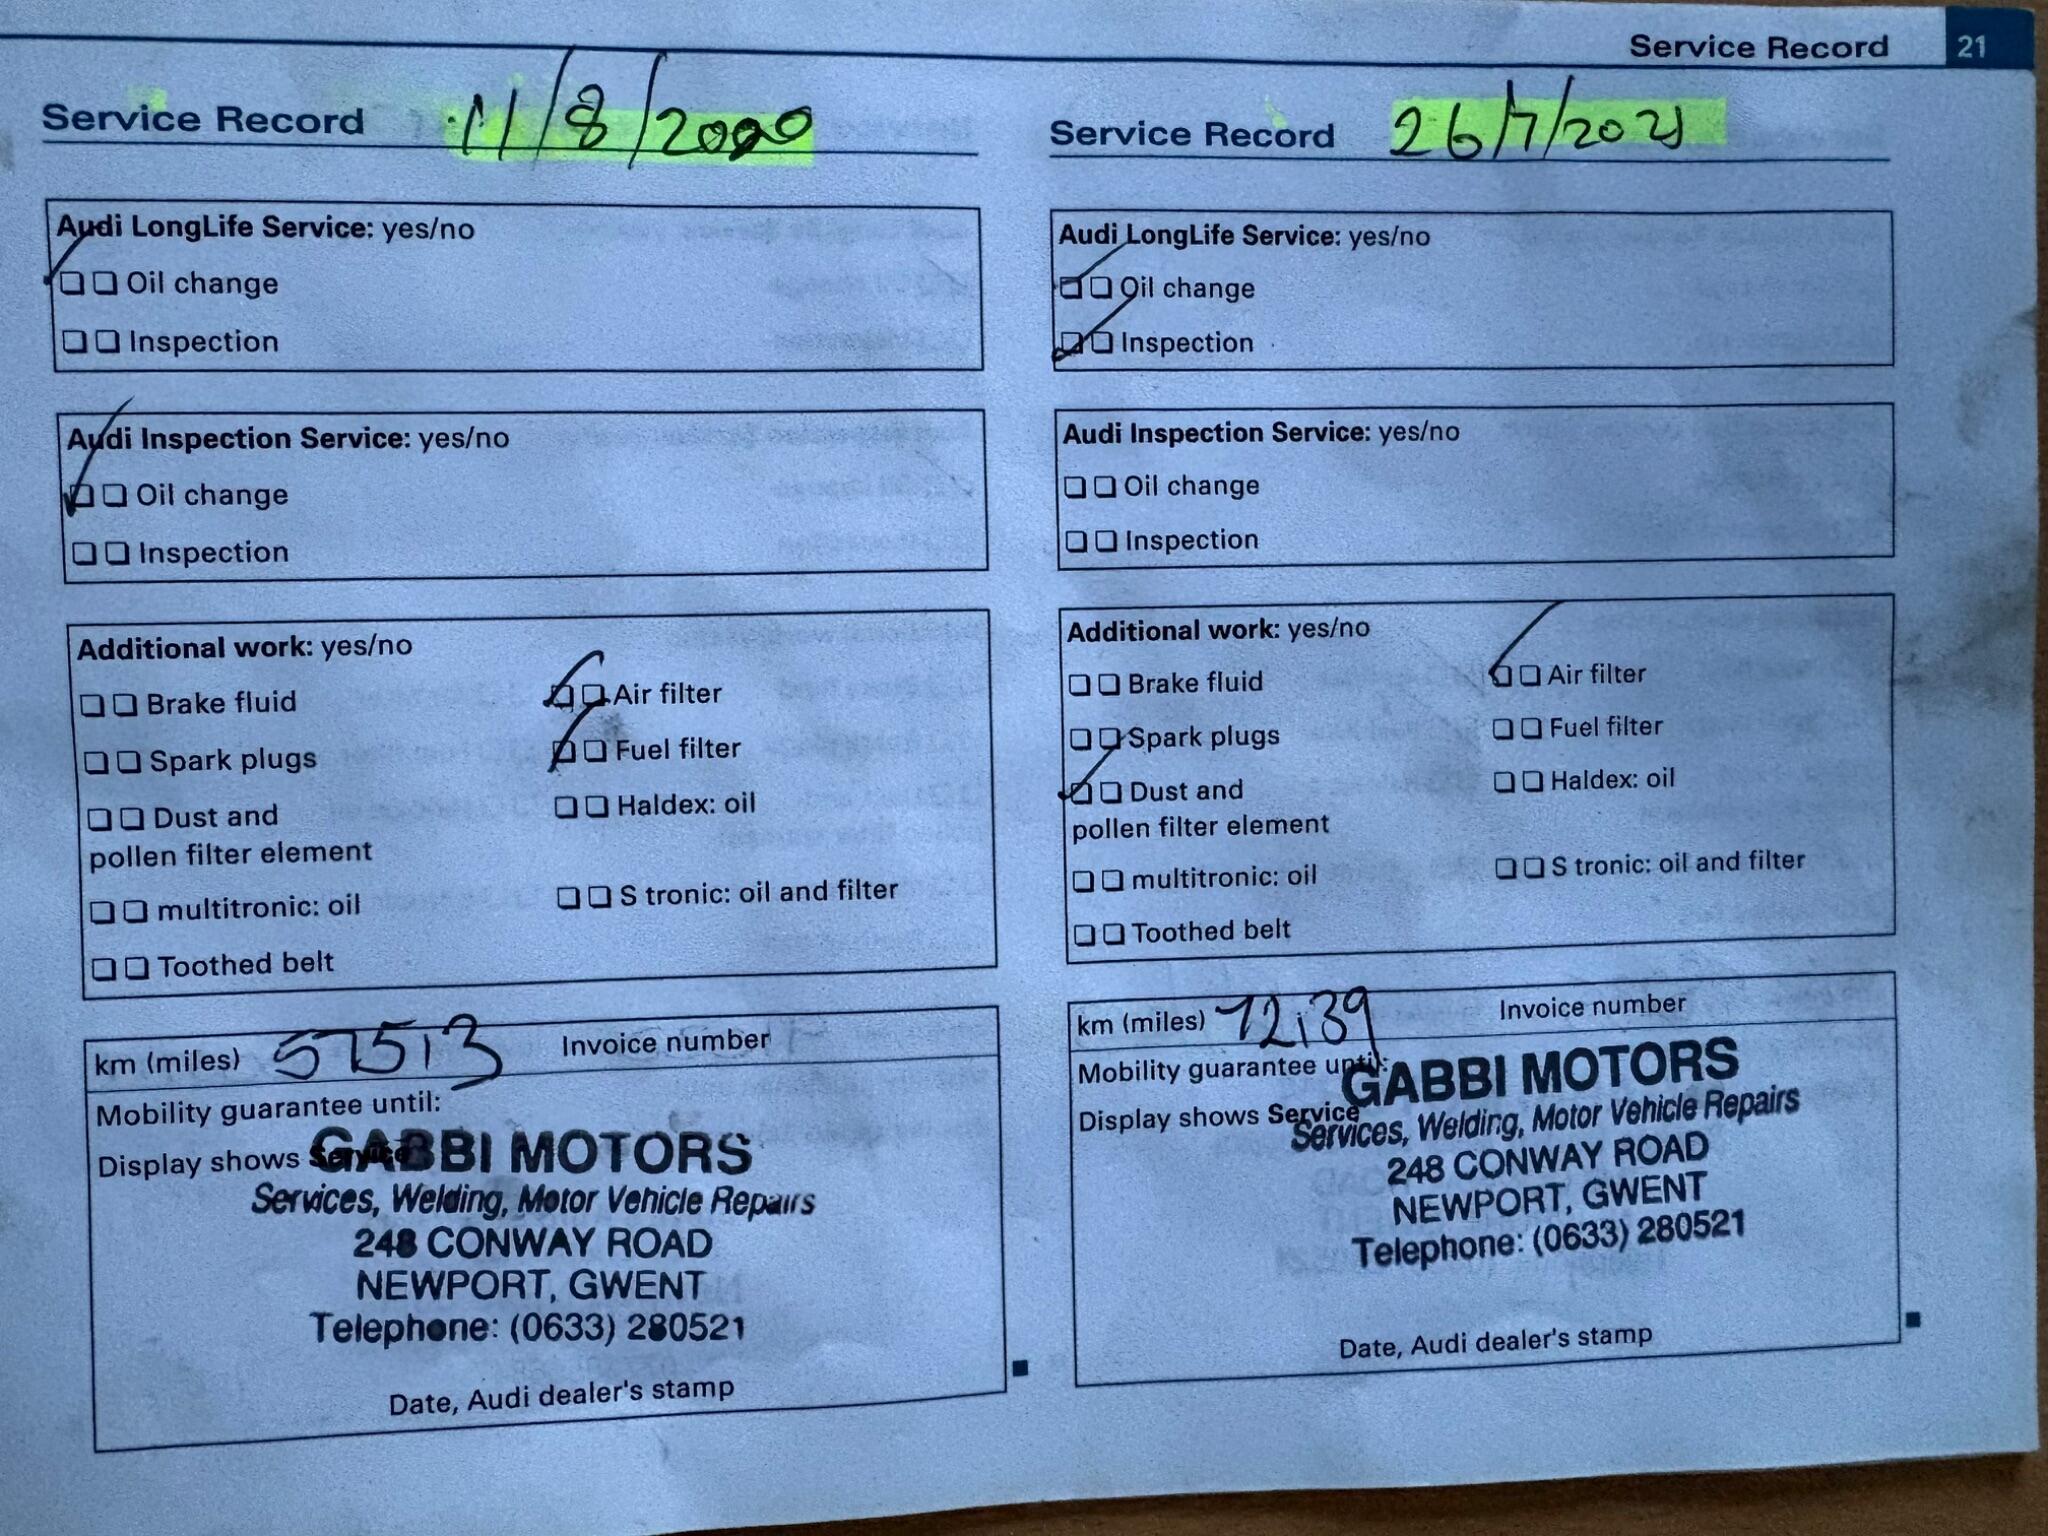 Service Record 21
Service Record 11/8/2020
Audi LongLife Service: yes/no
Oil change
Inspection
Audi Inspection Service: yes/no
Oil change
Inspection
Additional work: yes/no
Brake fluid
Air filter
Spark plugs
Fuel filter
Dust and
pollen filter element
Haldex: oil
multitronic: oil
S tronic: oil and filter
Toothed belt
km (miles) 57513 Invoice number
Mobility guarantee until:
Display shows Service
GABBI MOTORS
Services, Welding, Motor Vehicle Repairs
248 CONWAY ROAD
NEWPORT, GWENT
Telephone: (0633) 280521
Date, Audi dealer's stamp
Service Record 26/7/2021
Audi LongLife Service: yes/no
Oil change
Inspection
Audi Inspection Service: yes/no
Oil change
Inspection
Additional work: yes/no
Brake fluid
Air filter
Spark plugs
Fuel filter
Dust and
pollen filter element
Haldex: oil
multitronic: oil
S tronic: oil and filter
Toothed belt
km (miles) 72139 Invoice number
Mobility guarantee until:
Display shows Service
GABBI MOTORS
Services, Welding, Motor Vehicle Repairs
248 CONWAY ROAD
NEWPORT, GWENT
Telephone: (0633) 280521
Date, Audi dealer's stamp